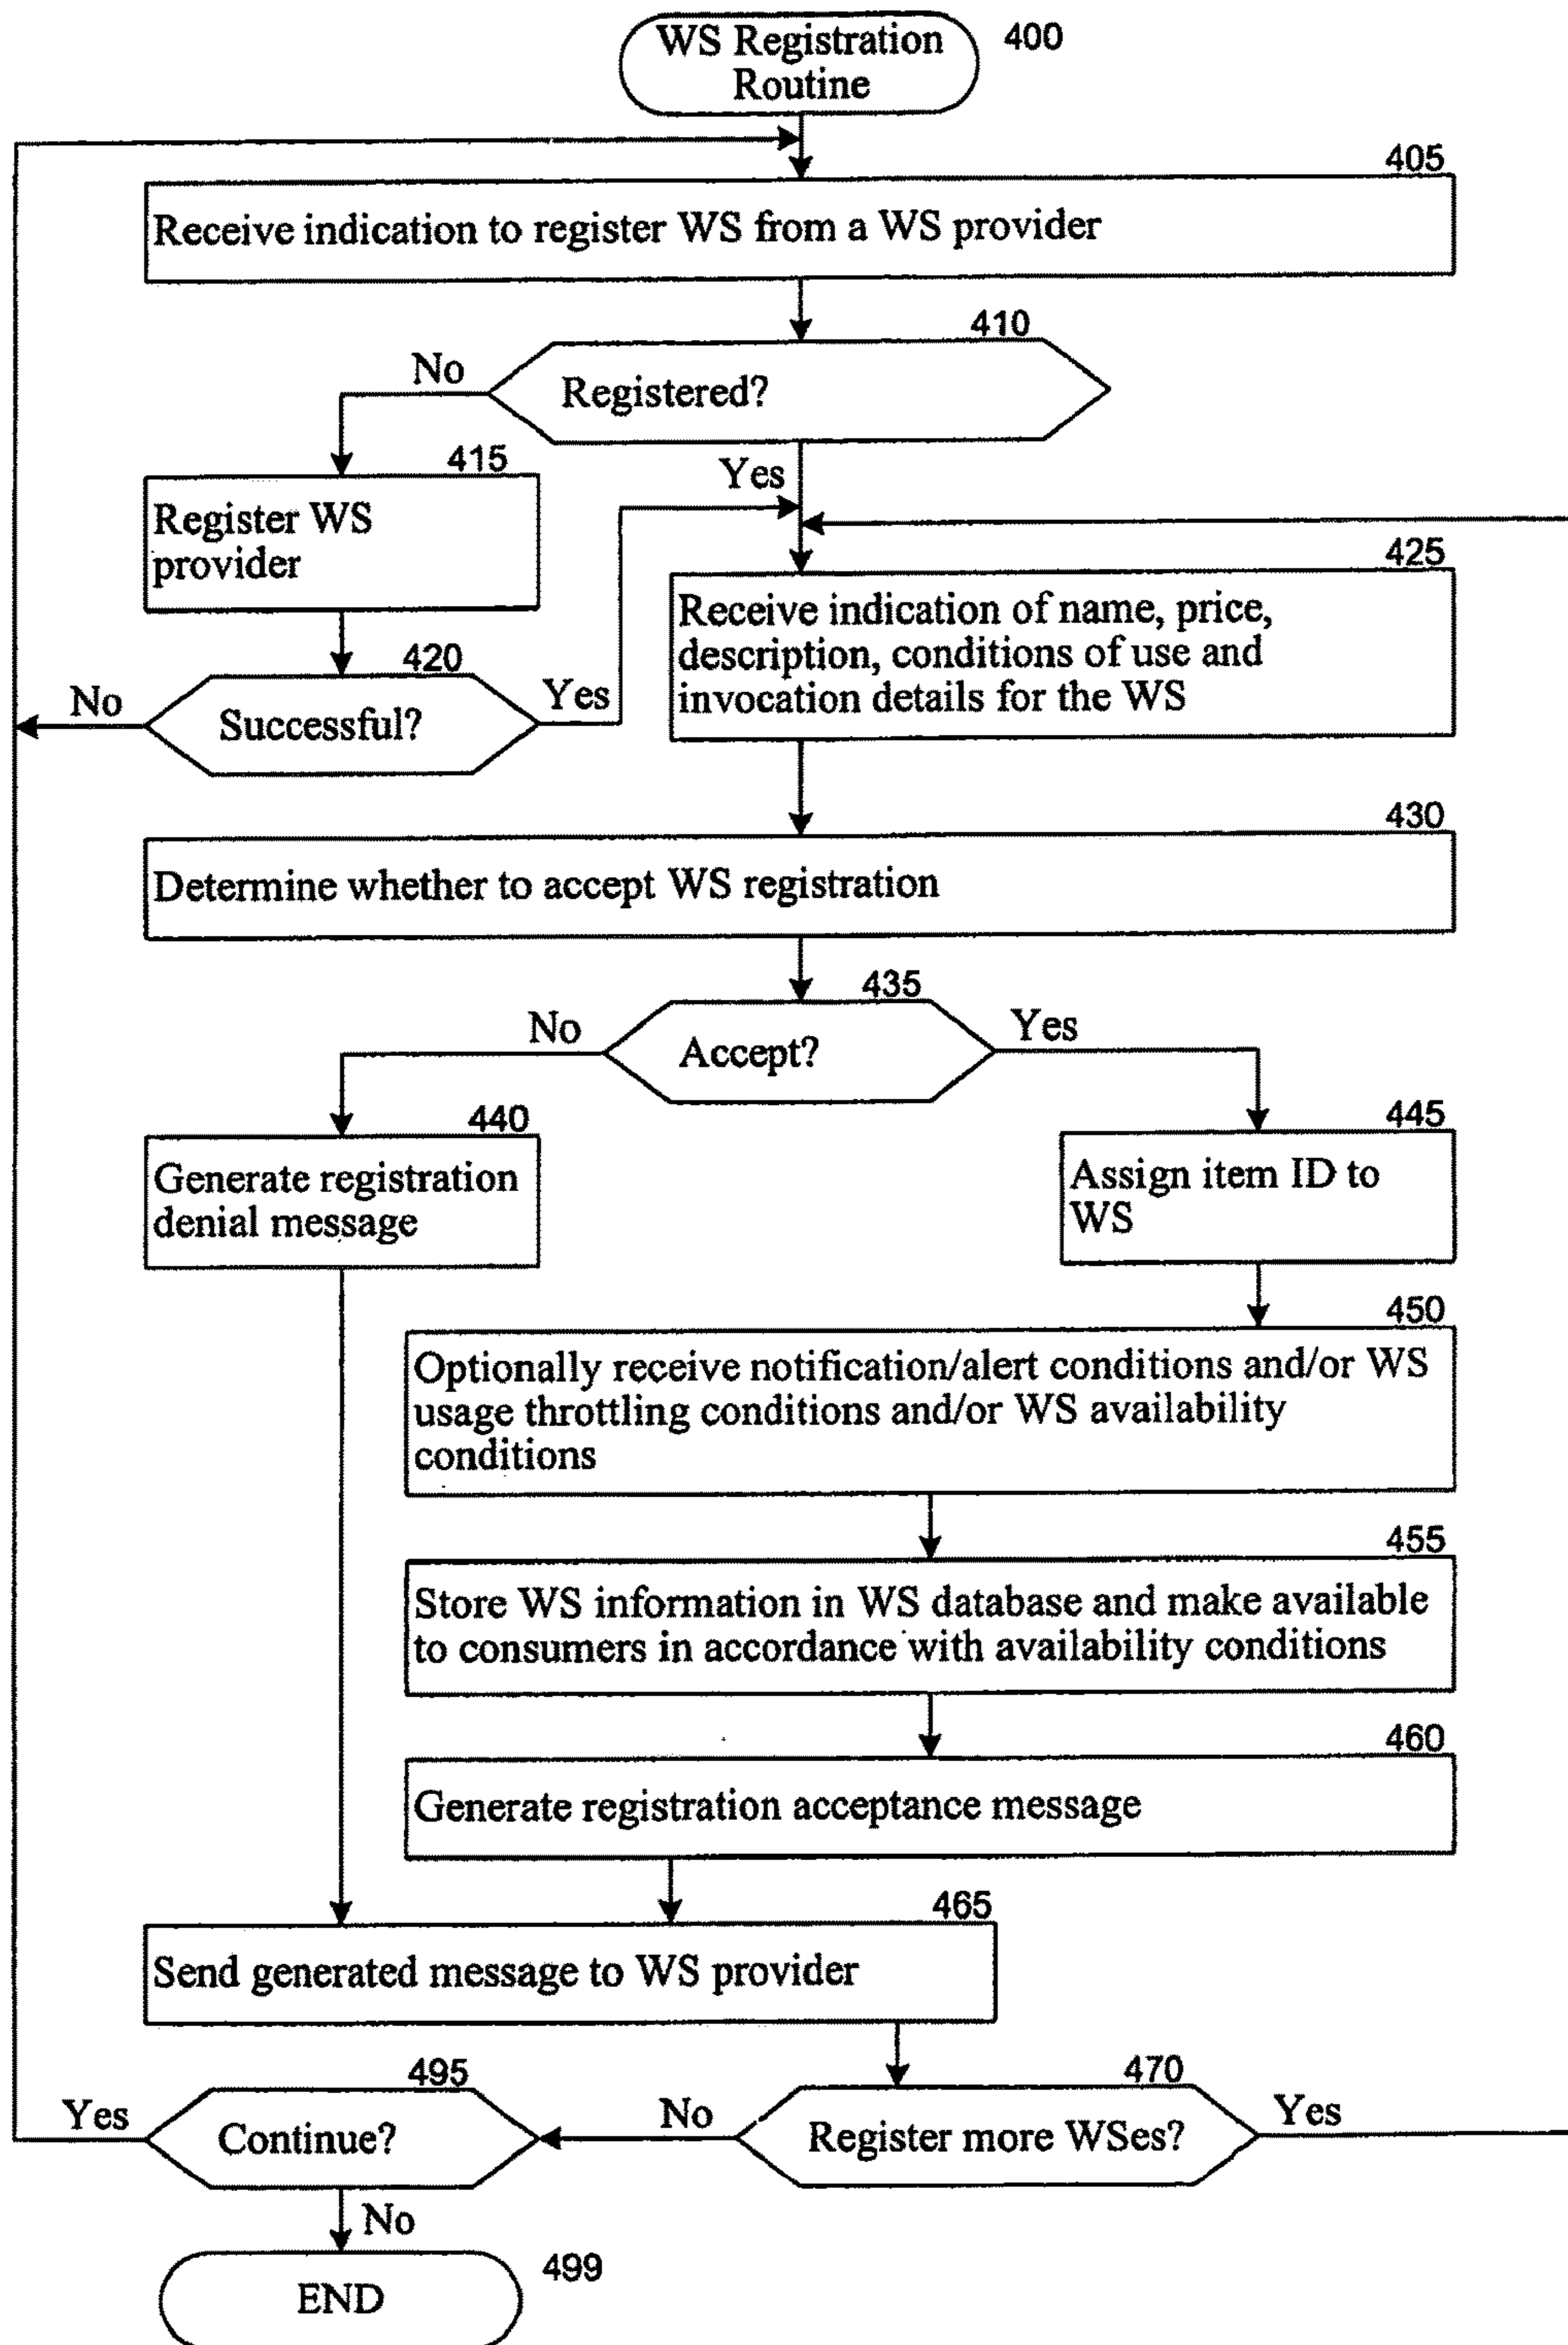 WS Registration
Routine
400
405
Receive indication to register WS from a WS provider
410
No
Registered?
415
Yes
Register WS
provider
425
Receive indication of name, price,
description, conditions of use and
invocation details for the WS
420
No
Successful?
Yes
430
Determine whether to accept WS registration
435
No
Accept?
Yes
440
Generate registration
denial message
445
Assign item ID to
WS
450
Optionally receive notification/alert conditions and/or WS
usage throttling conditions and/or WS availability
conditions
455
Store WS information in WS database and make available
to consumers in accordance with availability conditions
460
Generate registration acceptance message
465
Send generated message to WS provider
495
470
Yes
Continue?
No
Register more WSes?
Yes
No
END
499